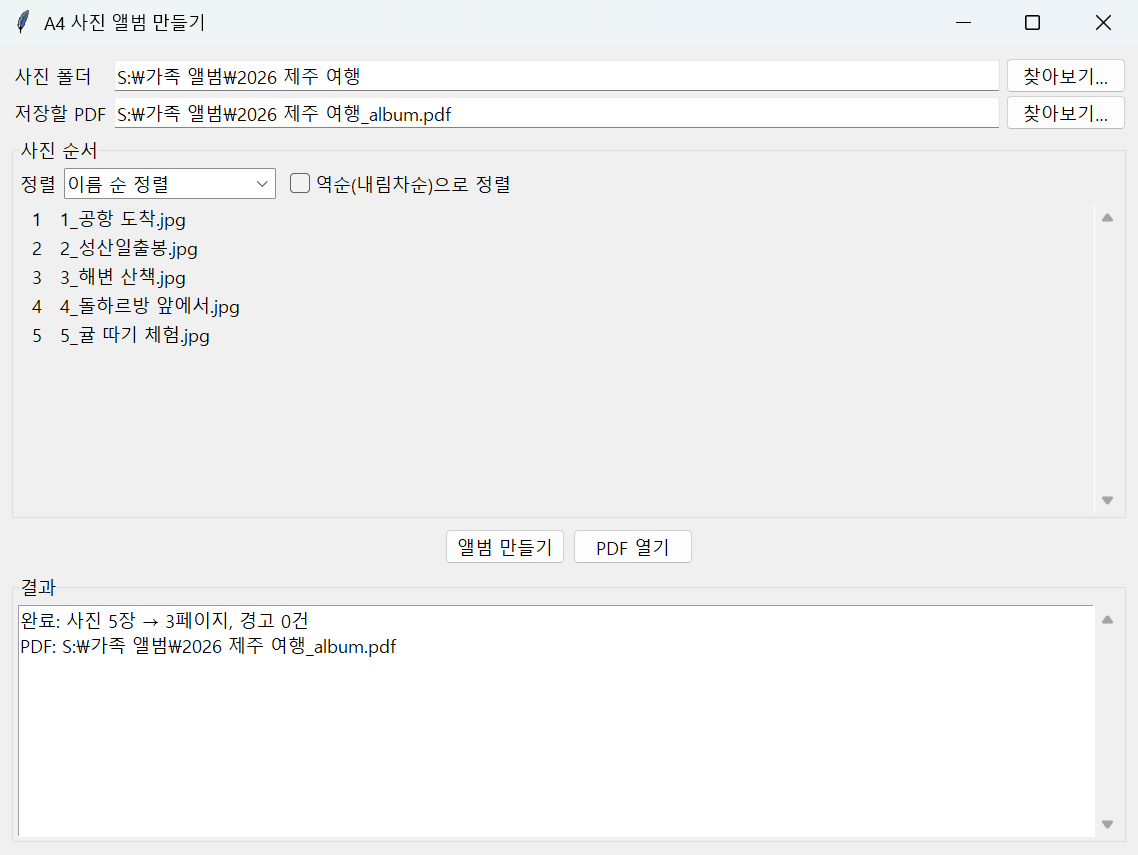 A4 사진 앨범 만들기
사진 폴더 S:₩가족 앨범₩2026 제주 여행 찾아보기...
저장할 PDF S:₩가족 앨범₩2026 제주 여행_album.pdf 찾아보기...
사진 순서
정렬 이름 순 정렬 역순(내림차순)으로 정렬
1 1_공항 도착.jpg
2 2_성산일출봉.jpg
3 3_해변 산책.jpg
4 4_돌하르방 앞에서.jpg
5 5_귤 따기 체험.jpg
앨범 만들기 PDF 열기
결과
완료: 사진 5장 → 3페이지, 경고 0건
PDF: S:₩가족 앨범₩2026 제주 여행_album.pdf